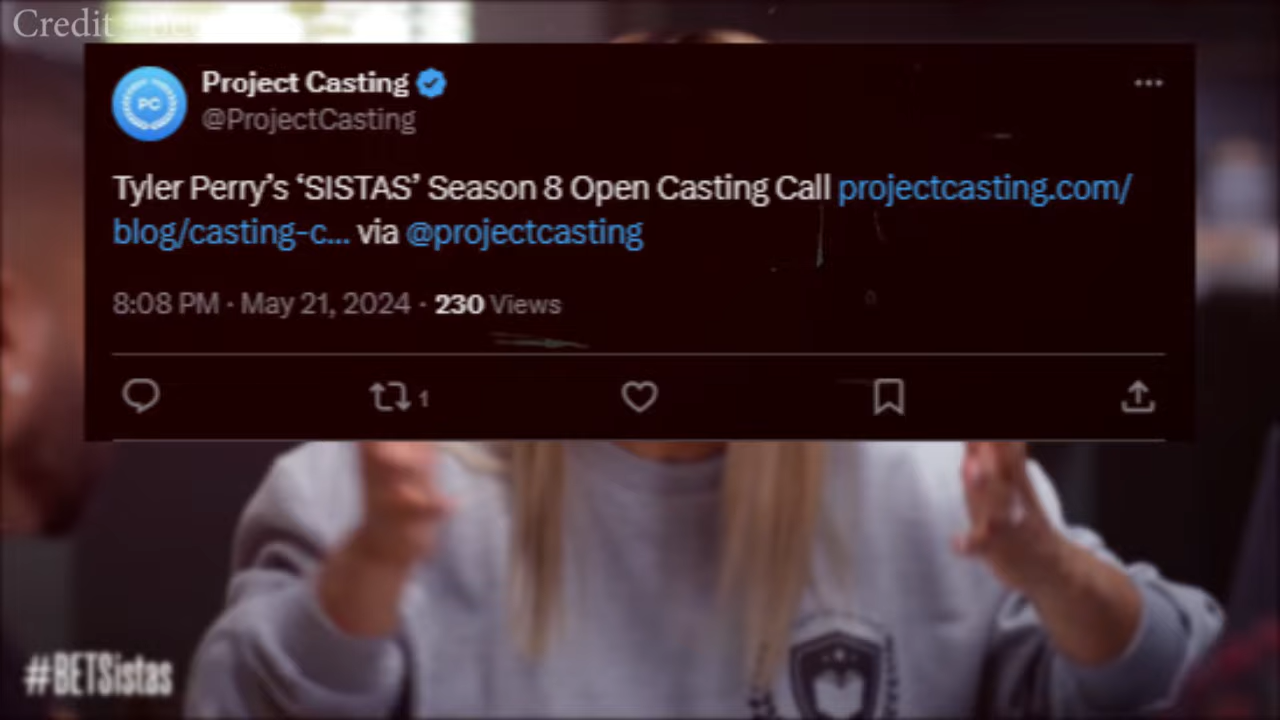 Credit
Project Casting
PC
@ProjectCasting
Tyler Perry's ‘SISTAS’ Season 8 Open Casting Call projectcasting.com/
blog/casting-c... via @projectcasting
8:08 PM · May 21, 2024 · 230 Views
1
#BETSistas